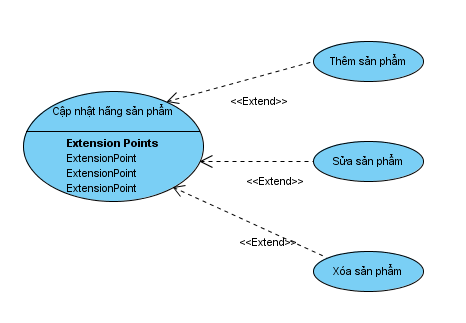 Thêm sản phẩm
<<Extend>>
Cập nhật hãng sản phẩm
Extension Points
ExtensionPoint
ExtensionPoint
ExtensionPoint
Sửa sản phẩm
<<Extend>>
<<Extend>>
Xóa sản phẩm